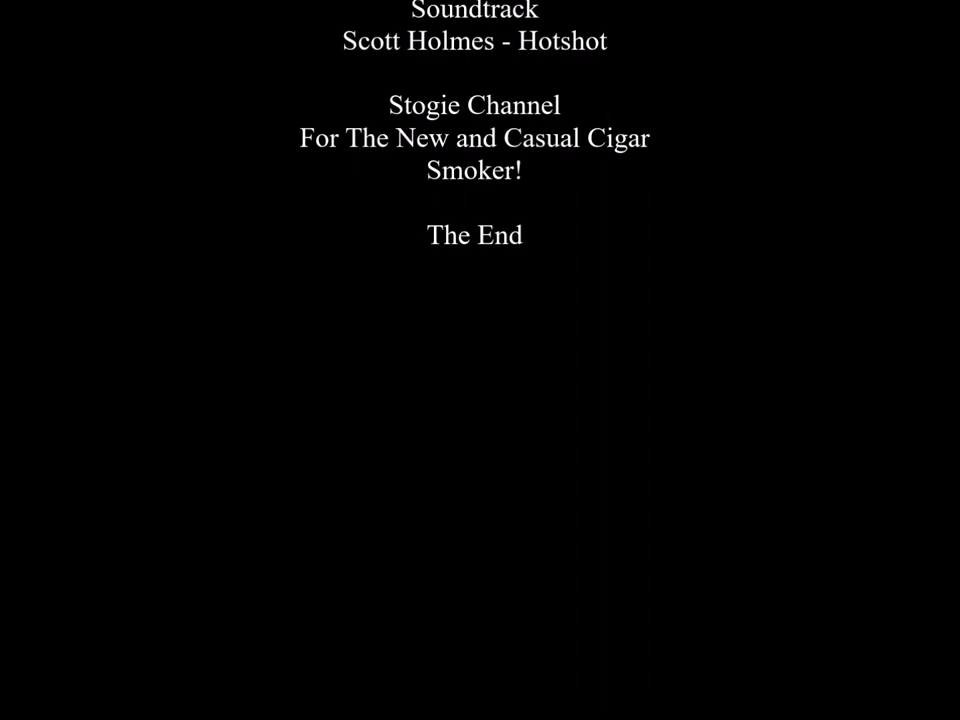 Soundtrack
Scott Holmes - Hotshot
Stogie Channel
For The New and Casual Cigar
Smoker!
The End